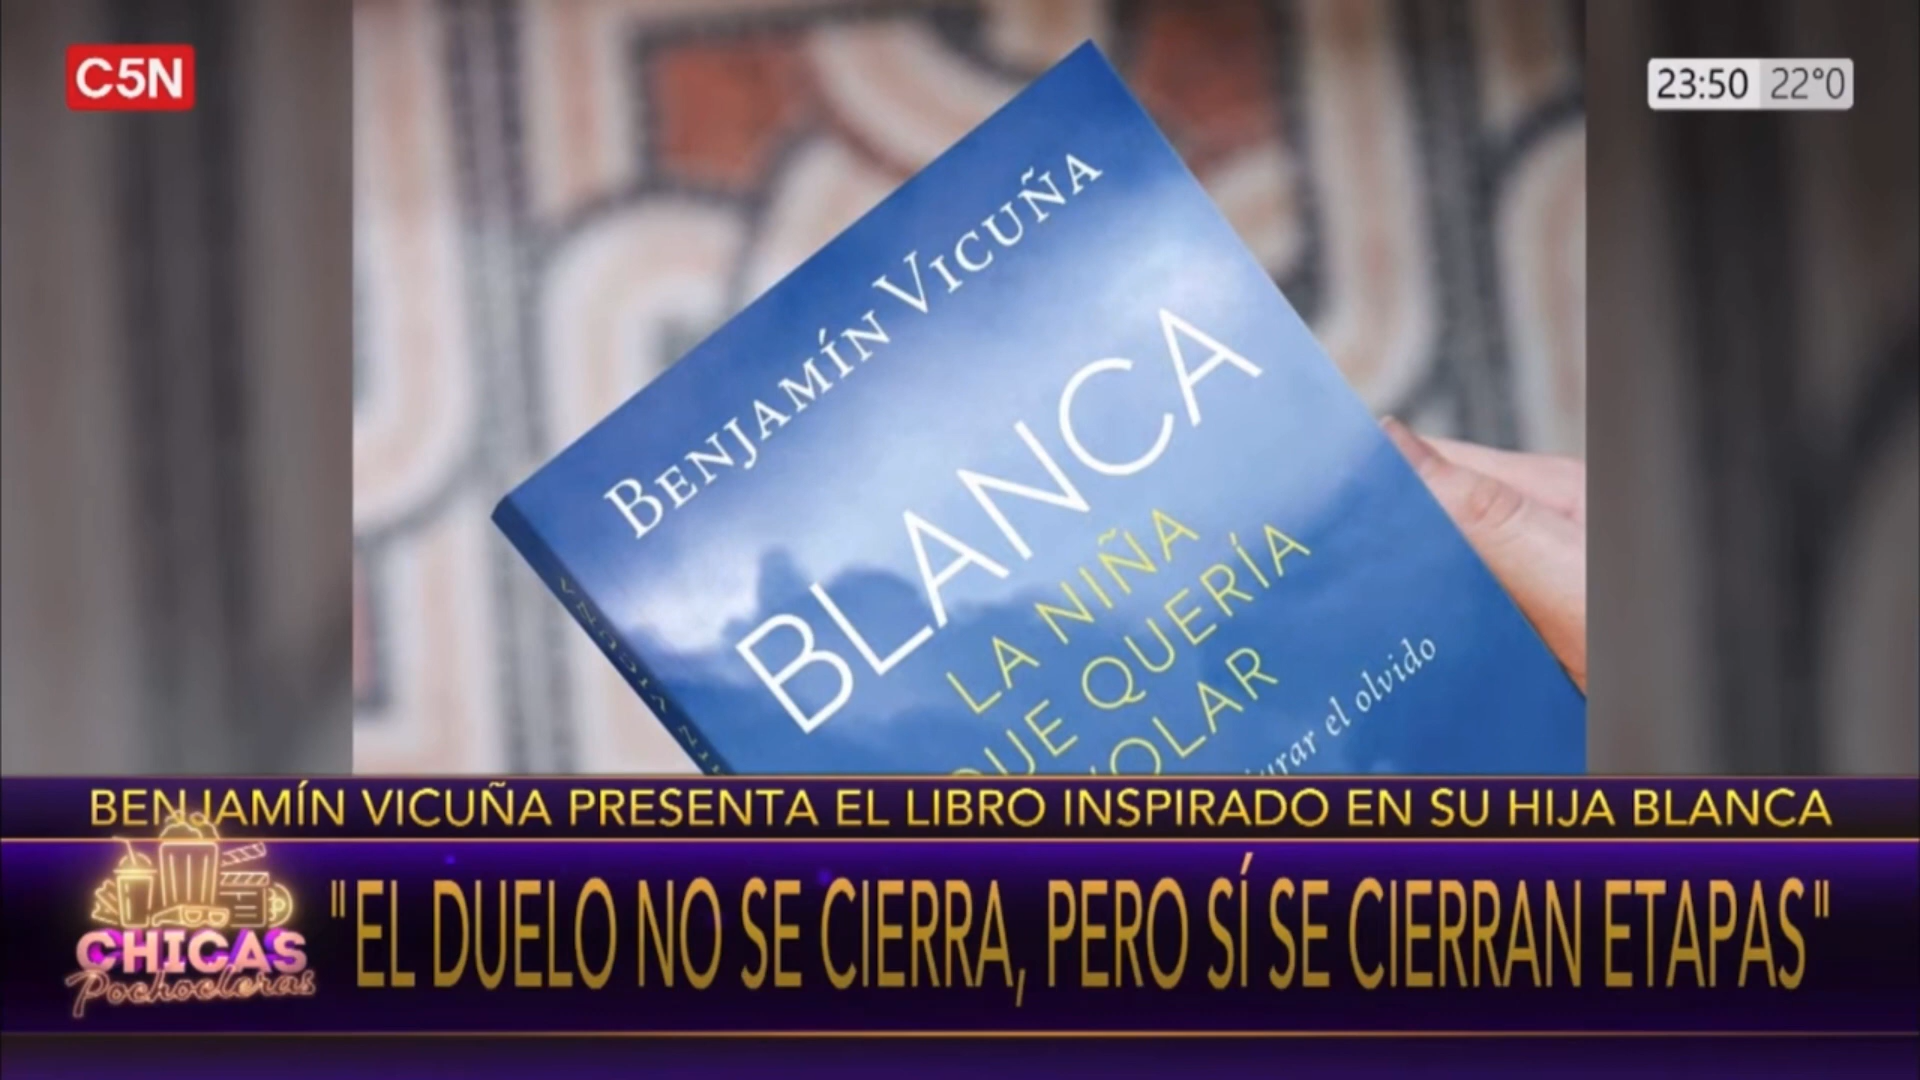 C5N
23:50 22°0
BENJAMÍN VICUÑA
BLANCA
LA NIÑA
QUE QUERÍA
VOLAR
el olvido
VICUÑA
BENJAMÍN VICUÑA PRESENTA EL LIBRO INSPIRADO EN SU HIJA BLANCA
"EL DUELO NO SE CIERRA, PERO SÍ SE CIERRAN ETAPAS"
CHICAS
Pochocleras